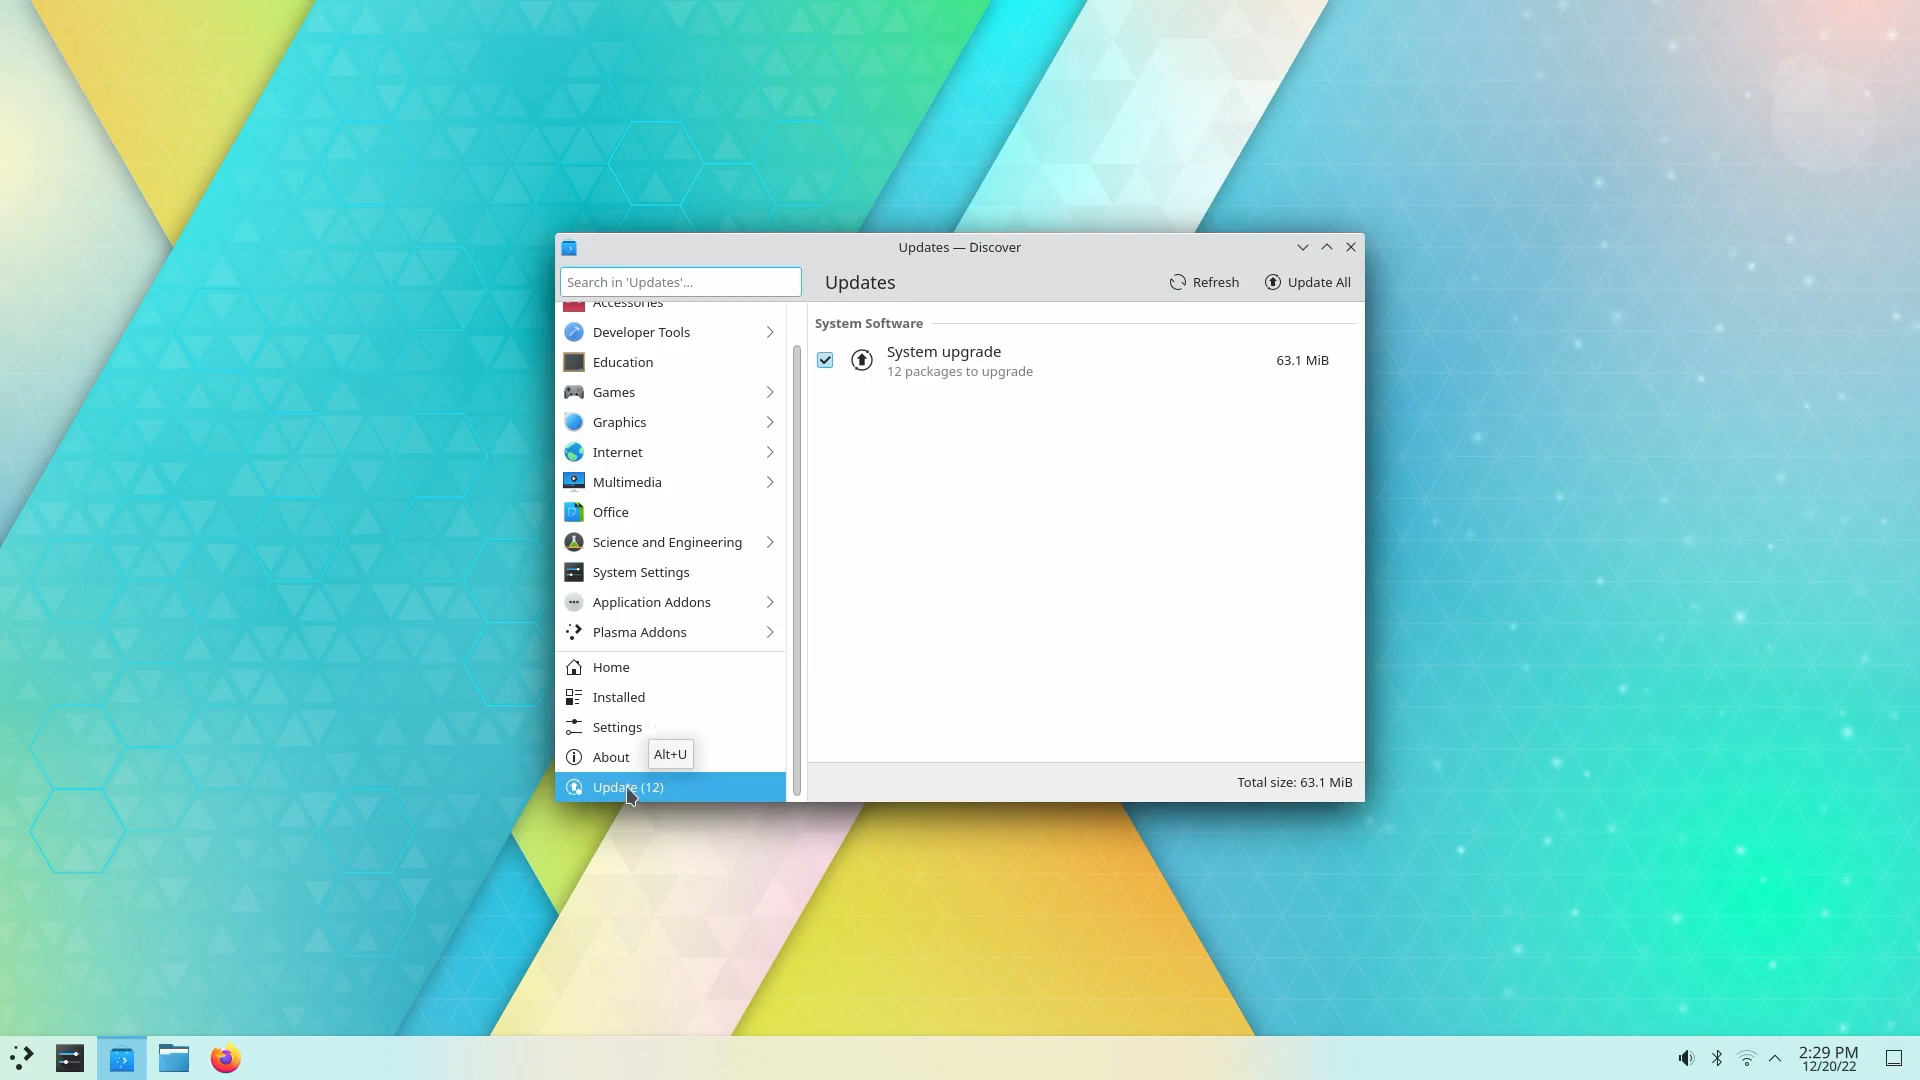 Updates — Discover
Search in 'Updates'...
Updates
Refresh
Update All
Accessories
Developer Tools
Education
Games
Graphics
Internet
Multimedia
Office
Science and Engineering
System Settings
Application Addons
Plasma Addons
Home
Installed
Settings
About
Alt+U
Update (12)
System Software
System upgrade
63.1 MiB
12 packages to upgrade
Total size: 63.1 MiB
2:29 PM
12/20/22